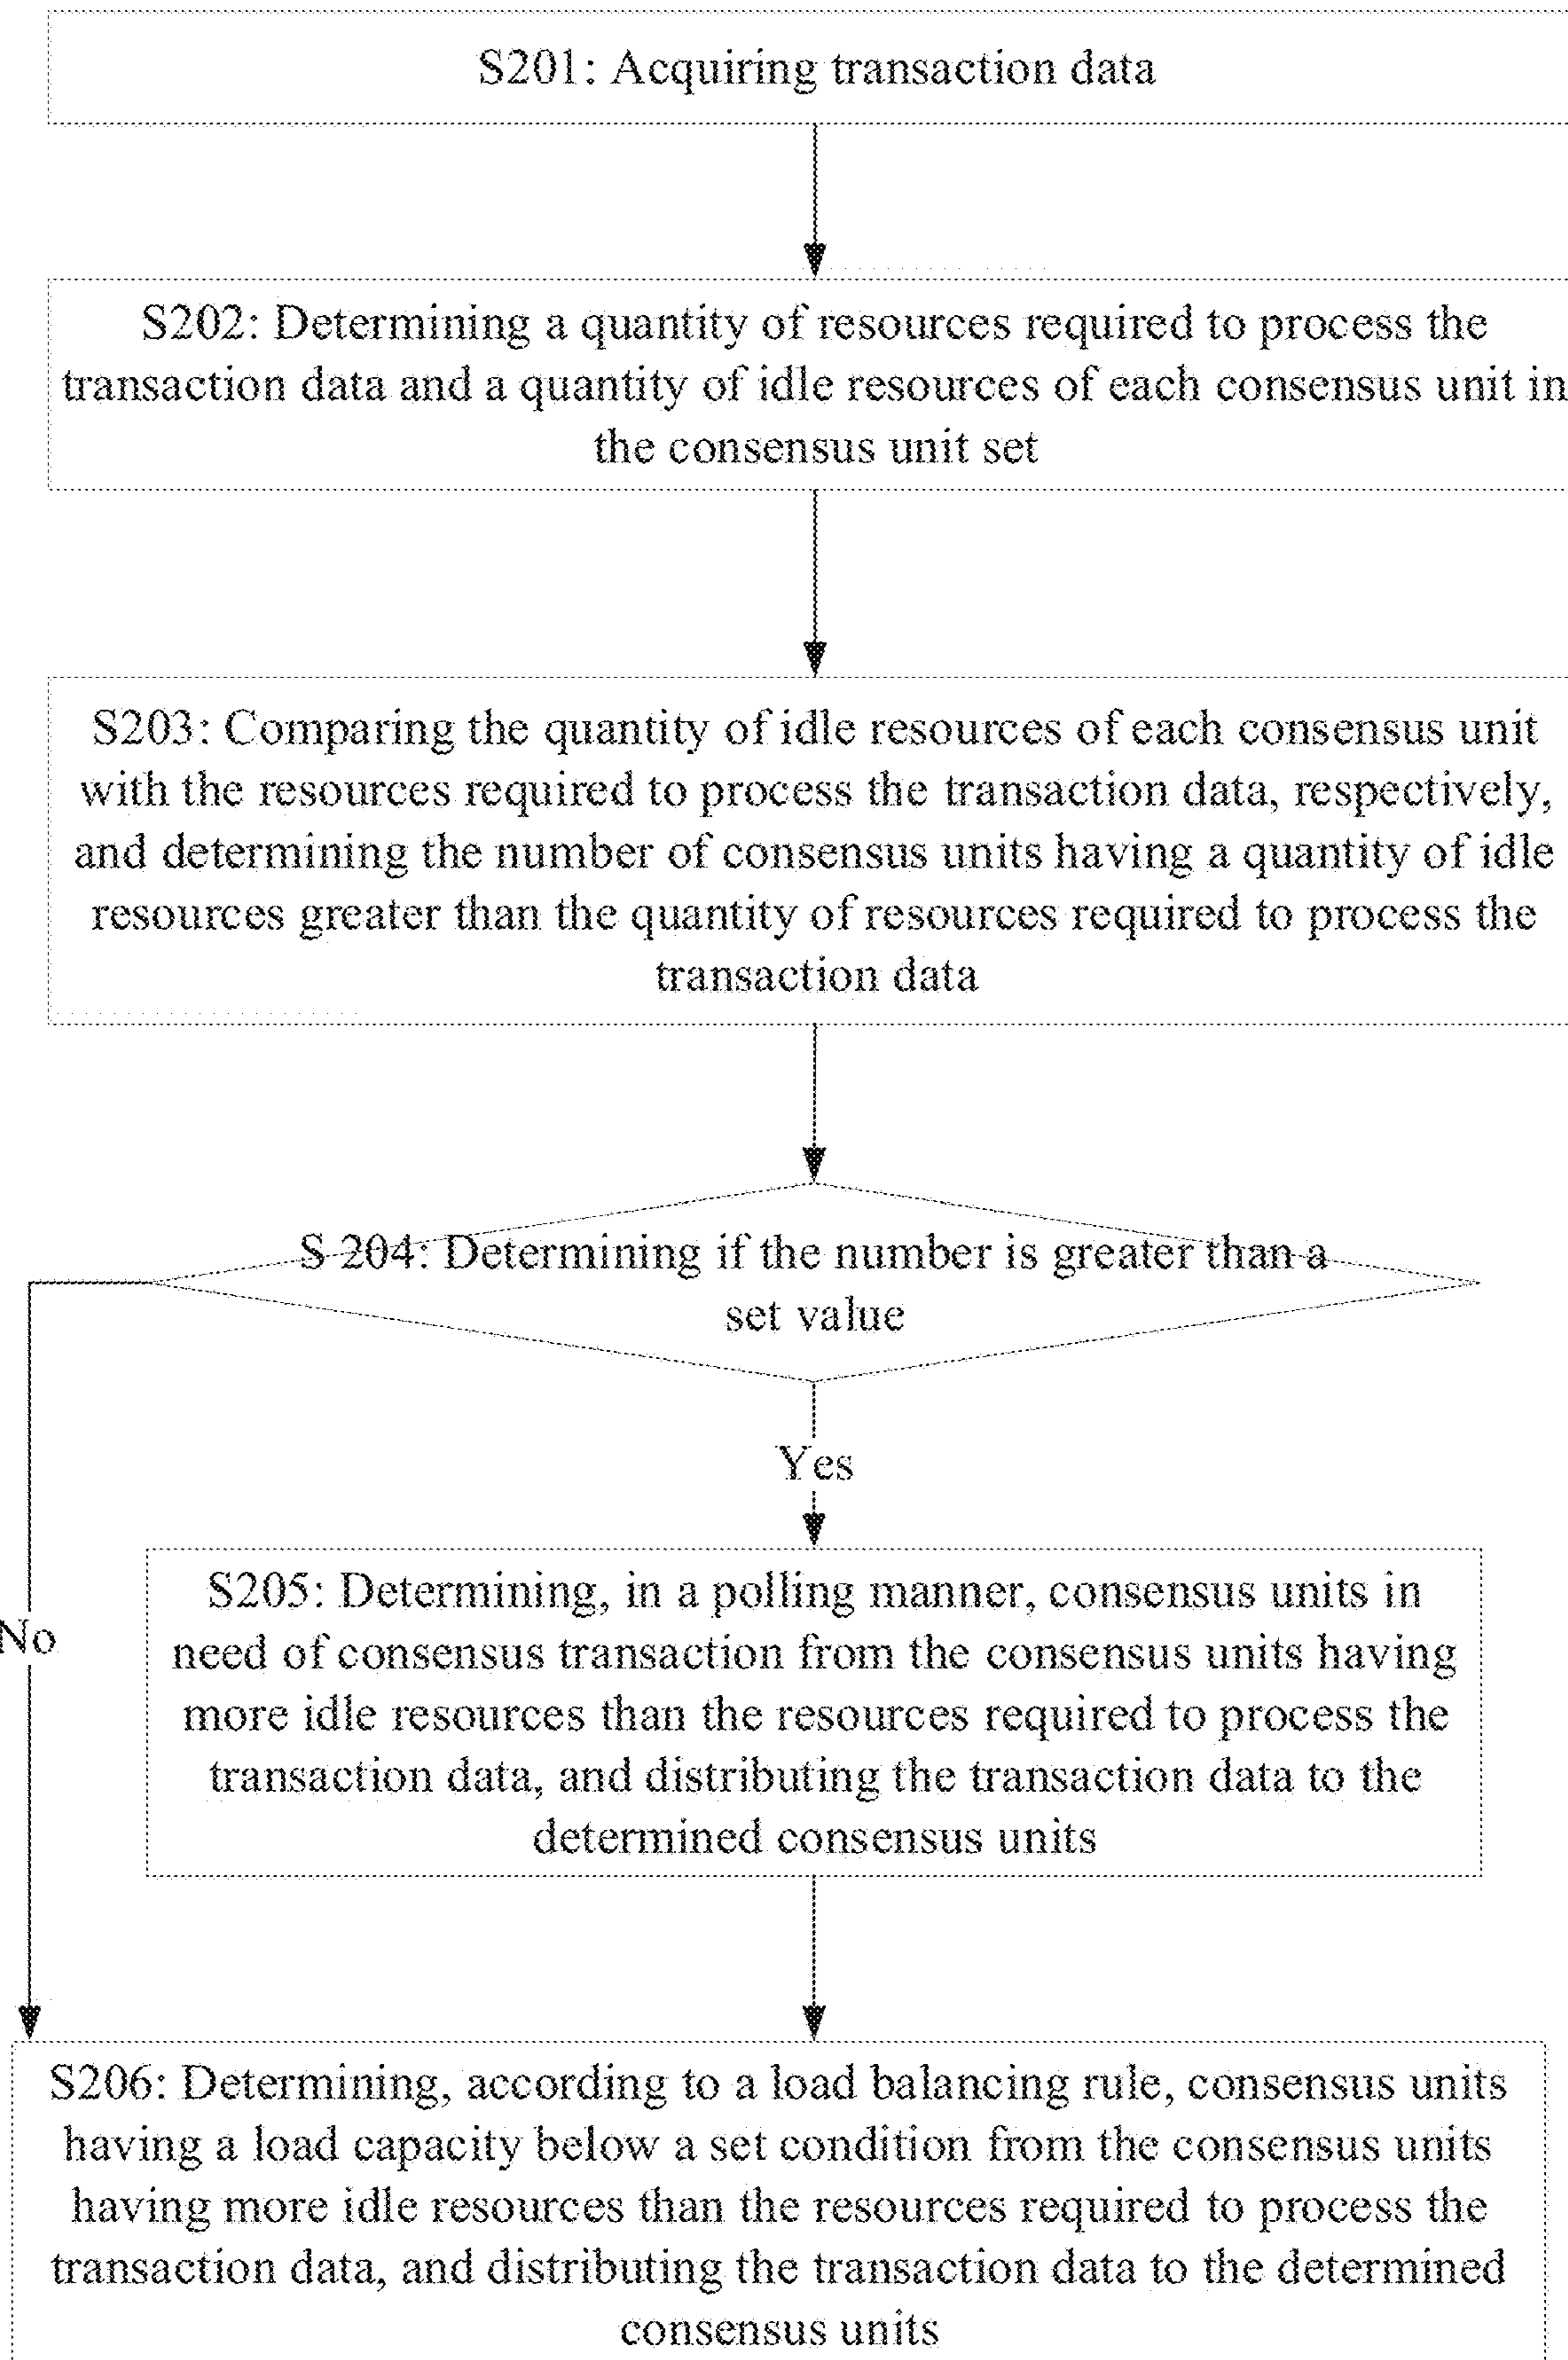 S201: Acquiring transaction data
S202: Determining a quantity of resources required to process the
transaction data and a quantity of idle resources of each consensus unit in
the consensus unit set
S203: Comparing the quantity of idle resources of each consensus unit
with the resources required to process the transaction data, respectively,
and determining the number of consensus units having a quantity of idle
resources greater than the quantity of resources required to process the
transaction data
S 204: Determining if the number is greater than a
set value
Yes
No
S205: Determining, in a polling manner, consensus units in
need of consensus transaction from the consensus units having
more idle resources than the resources required to process the
transaction data, and distributing the transaction data to the
determined consensus units
S206: Determining, according to a load balancing rule, consensus units
having a load capacity below a set condition from the consensus units
having more idle resources than the resources required to process the
transaction data, and distributing the transaction data to the determined
consensus units